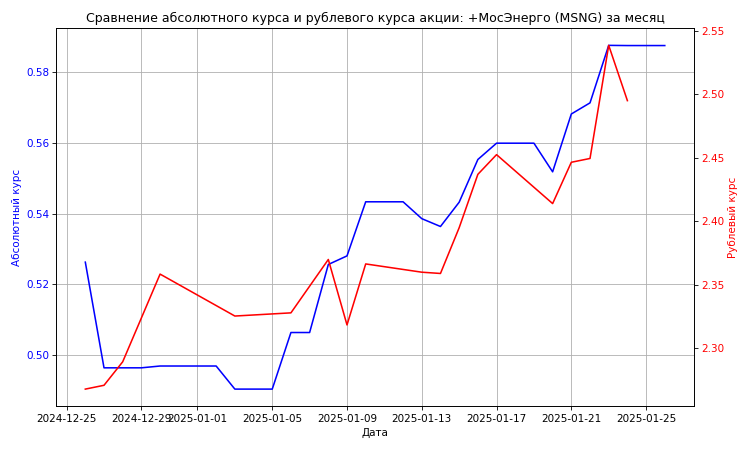 Сравнение абсолютного курса и рублевого курса акции: +МосЭнерго (MSNG) за месяц
Абсолютный курс
0.58
0.56
0.54
0.52
0.50
2.55
2.50
2.45
2.40
2.35
2.30
Рублевый курс
2024-12-25 2024-12-29 2025-01-01 2025-01-05 2025-01-09 2025-01-13 2025-01-17 2025-01-21 2025-01-25
Дата